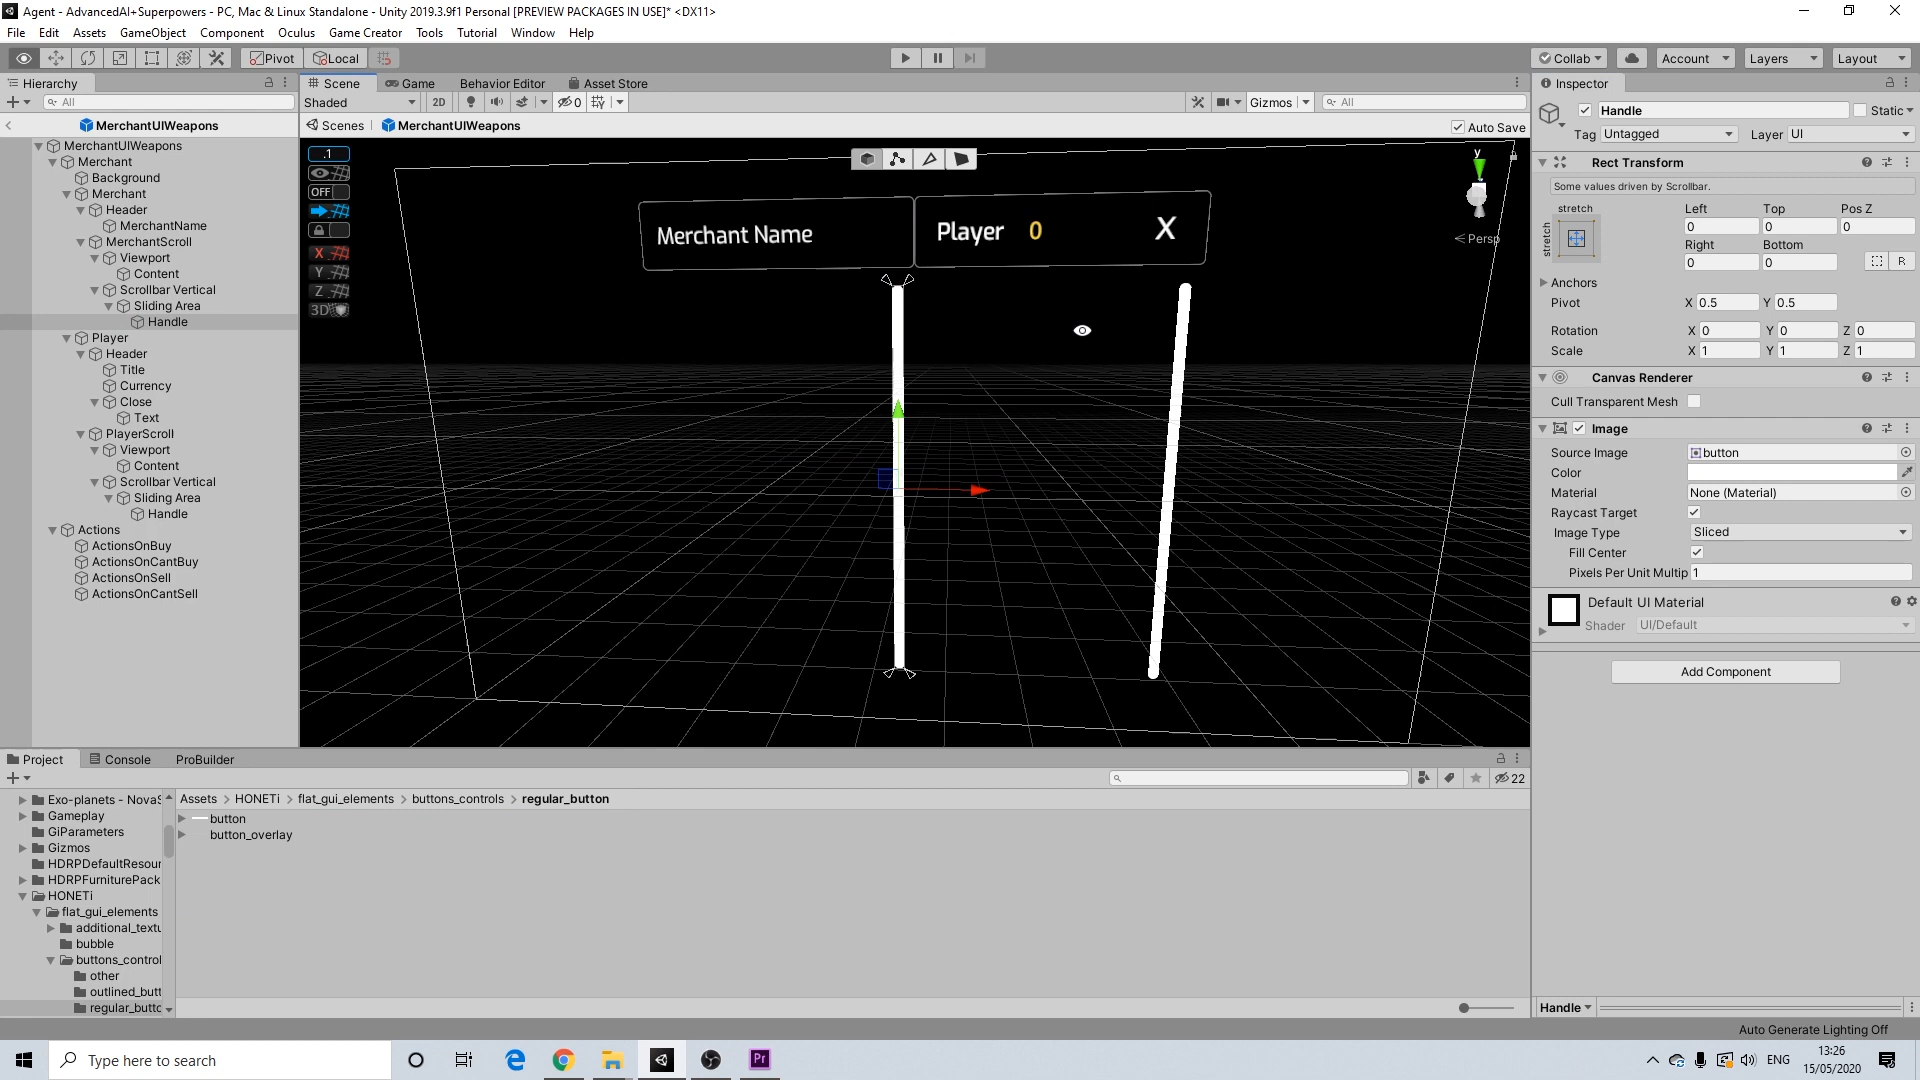 Agent - AdvancedAI+Superpowers - PC, Mac & Linux Standalone - Unity 2019.3.9f1 Personal [PREVIEW PACKAGES IN USE]* <DX11>
File Edit Assets GameObject Component Oculus Game Creator Tools Tutorial Window Help
Pivot Local Collab Account Layers Layout
Hierarchy
All
MerchantUIWeapons
MerchantUIWeapons
Merchant
Background
Merchant
Header
MerchantName
MerchantScroll
Viewport
Content
Scrollbar Vertical
Sliding Area
Handle
Player
Header
Title
Currency
Close
Text
PlayerScroll
Viewport
Content
Scrollbar Vertical
Sliding Area
Handle
Actions
ActionsOnBuy
ActionsOnCantBuy
ActionsOnSell
ActionsOnCantSell
Scene Game Behavior Editor Asset Store
Shaded 2D 0 Gizmos All
Scenes MerchantUIWeapons Auto Save
.1
OFF
X
Y
Z
3D
Merchant Name
Player 0 X
y
Persp
Inspector
Handle Static
Tag Untagged Layer UI
Rect Transform
Some values driven by Scrollbar.
stretch
stretch
Left Top Pos Z
0 0 0
Right Bottom
0 0 R
Anchors
Pivot X 0.5 Y 0.5
Rotation X 0 Y 0 Z 0
Scale X 1 Y 1 Z 1
Canvas Renderer
Cull Transparent Mesh
Image
Source Image button
Color
Material None (Material)
Raycast Target
Image Type Sliced
Fill Center
Pixels Per Unit Multip 1
Default UI Material
Shader UI/Default
Add Component
Handle
Project Console ProBuilder
22
Exo-planets - NovaS
Gameplay
GiParameters
Gizmos
HDRPDefaultResour
HDRPFurniturePack
HONETi
flat_gui_elements
additional_textu
bubble
buttons_control
other
outlined_butt
regular_butto
Assets > HONETi > flat_gui_elements > buttons_controls > regular_button
button
button_overlay
Auto Generate Lighting Off
Type here to search
Pr
ENG
13:26
15/05/2020